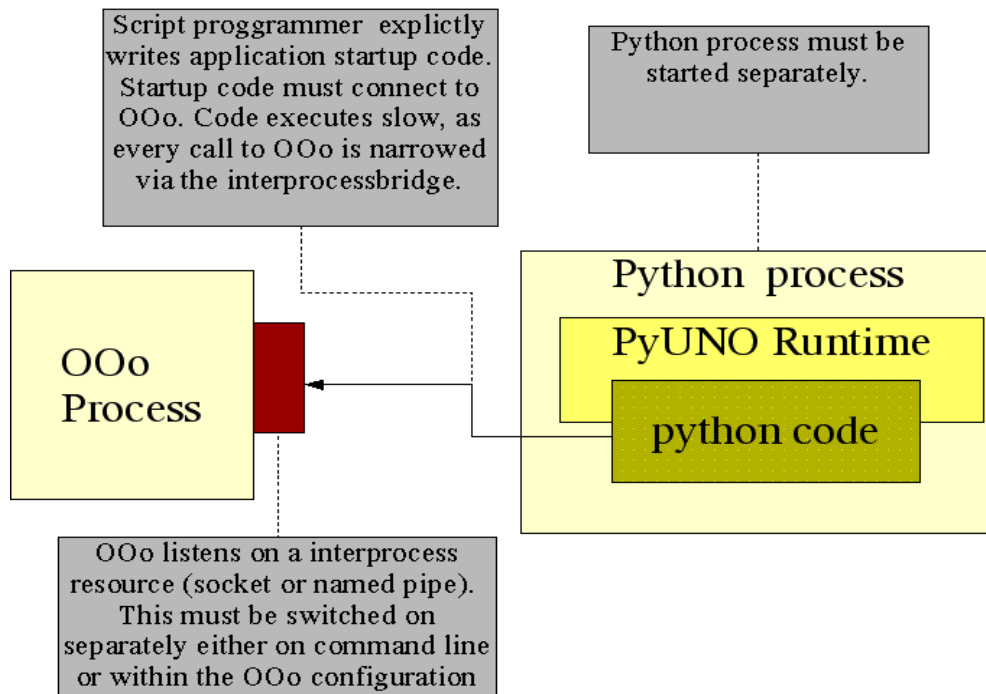 Script proggrammer explictly
writes application startup code.
Startup code must connect to
OOo. Code executes slow, as
every call to OOo is narrowed
via the interprocessbridge.
Python process must be
started separately.
OOo
Process
Python process
PyUNO Runtime
python code
OOo listens on a interprocess
resource (socket or named pipe).
This must be switched on
separately either on command line
or within the OOo configuration